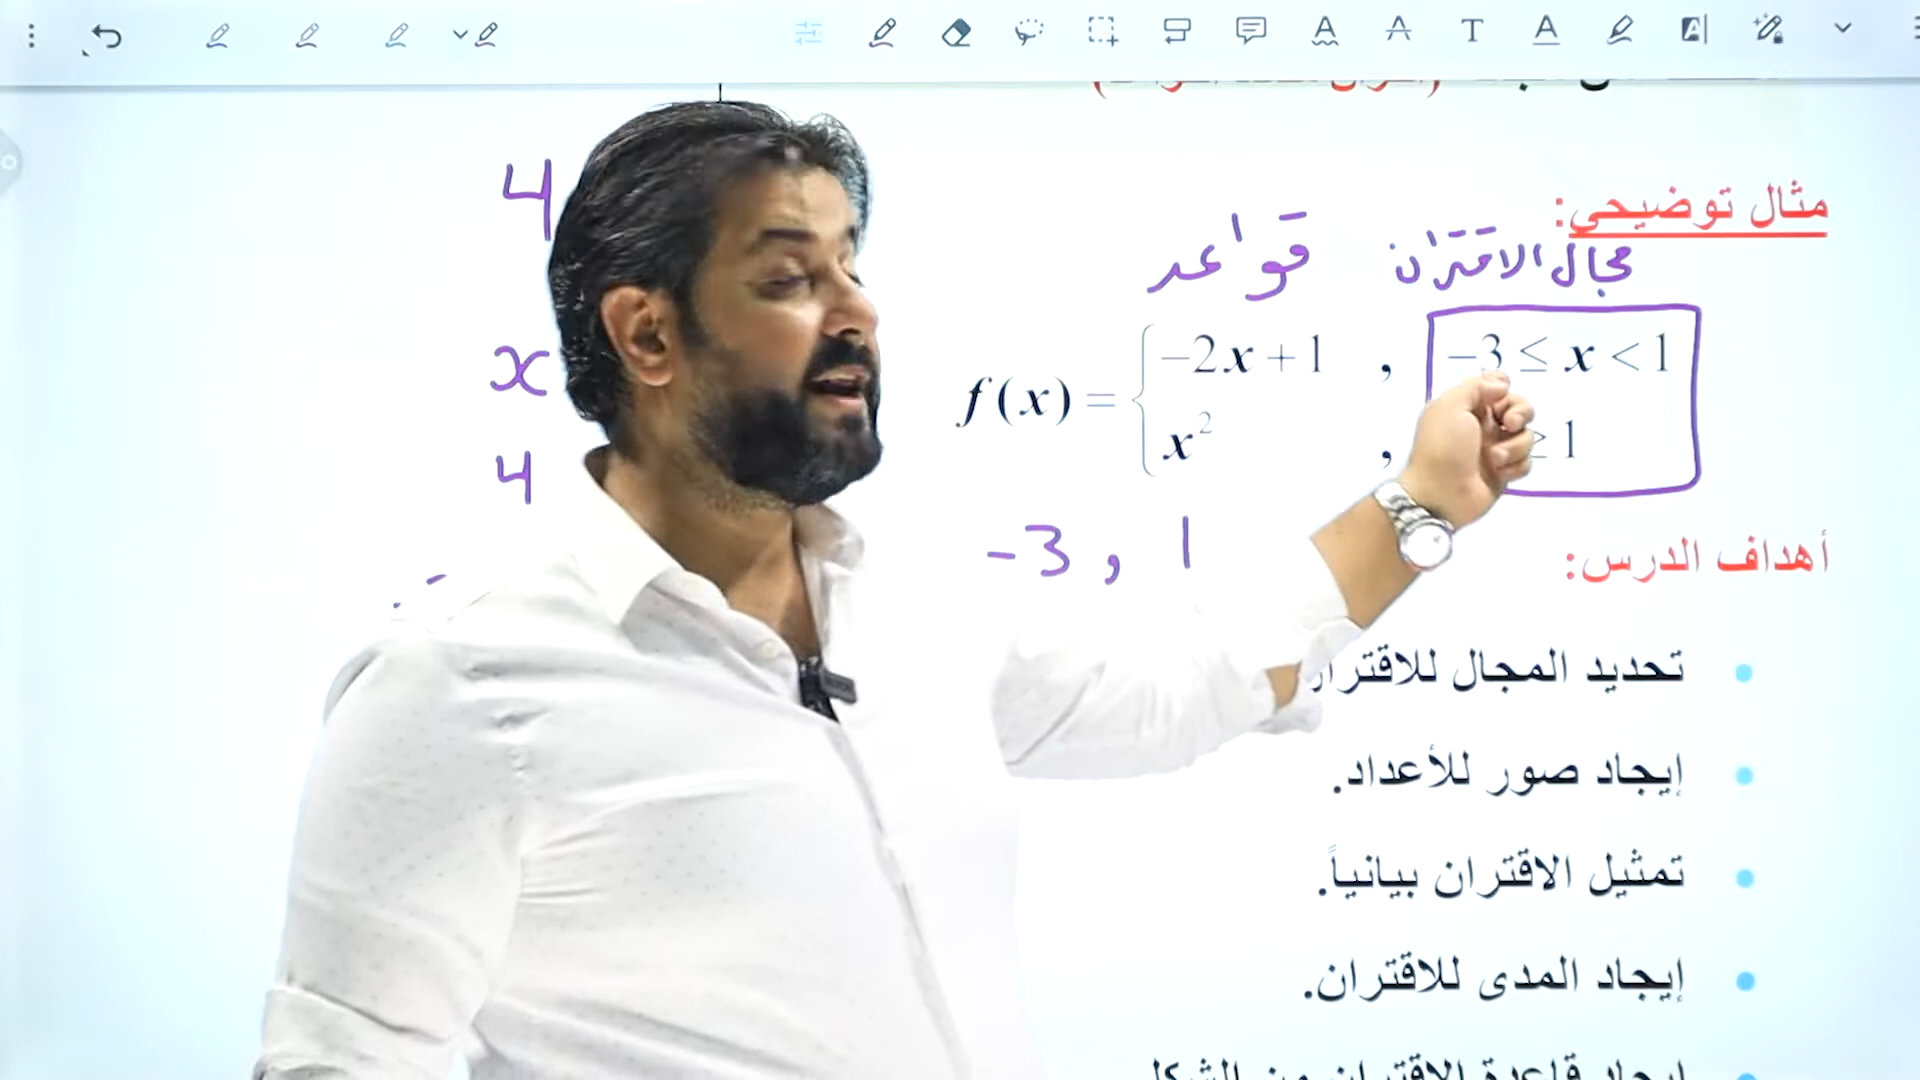 مثال توضيحي:
قواعد مجال الاقتران
f(x) = { -2x + 1 , -3 ≤ x < 1
x² , ≥ 1
-3 , 1
4
x
4
أهداف الدرس:
• تحديد المجال للاقتران
• إيجاد صور للأعداد.
• تمثيل الاقتران بيانياً.
• إيجاد المدى للاقتران.